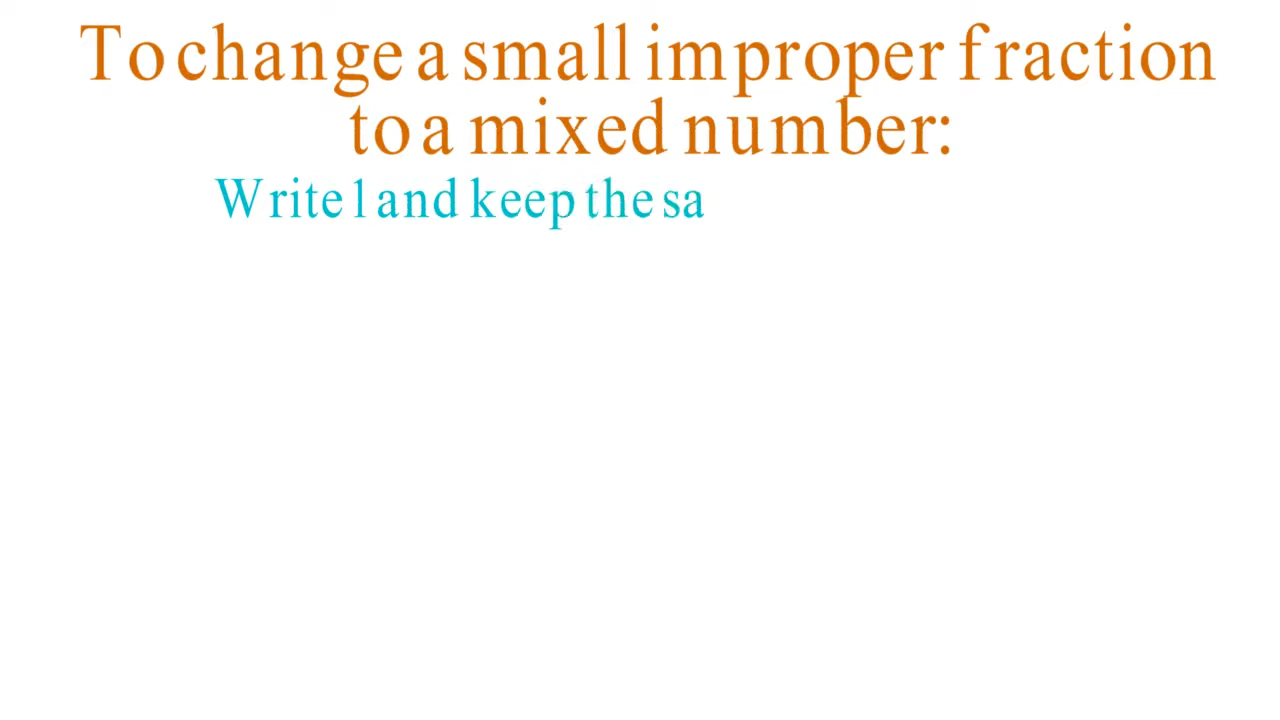 To change a small improper fraction
to a mixed number:
Write 1 and keep the sa